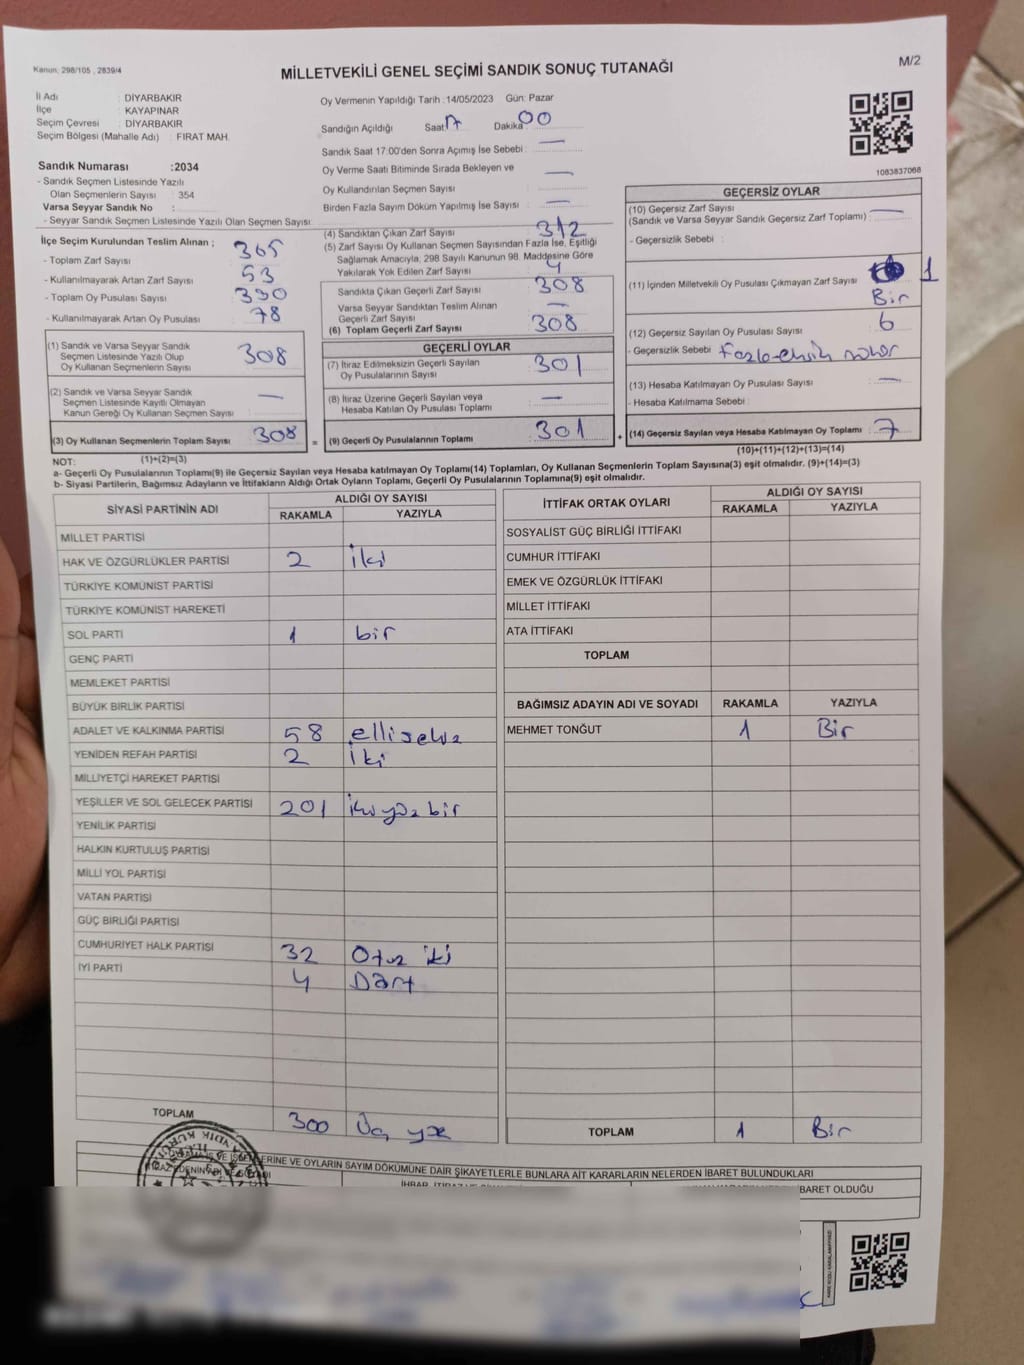 Kanun: 298/105 , 2839/4
MİLLETVEKİLİ GENEL SEÇİMİ SANDIK SONUÇ TUTANAĞI
M/2
İl Adı : DİYARBAKIR
İlçe : KAYAPINAR
Seçim Çevresi : DİYARBAKIR
Seçim Bölgesi (Mahalle Adı) : FIRAT MAH.
Sandık Numarası :2034
- Sandık Seçmen Listesinde Yazılı
Olan Seçmenlerin Sayısı : 354
Varsa Seyyar Sandık No :
- Seyyar Sandık Seçmen Listesinde Yazılı Olan Seçmen Sayısı:
Oy Vermenin Yapıldığı Tarih :14/05/2023 Gün: Pazar
Sandığın Açıldığı Saat 17 Dakika 00
Sandık Saat 17:00'den Sonra Açımış İse Sebebi : —
Oy Verme Saati Bitiminde Sırada Bekleyen ve
Oy Kullandırılan Seçmen Sayısı : —
Birden Fazla Sayım Döküm Yapılmış İse Sayısı : —
1083837068
İlçe Seçim Kurulundan Teslim Alınan ;
- Toplam Zarf Sayısı : 365
- Kullanılmayarak Artan Zarf Sayısı : 53
- Toplam Oy Pusulası Sayısı : 390
- Kullanılmayarak Artan Oy Pusulası : 78
(1) Sandık ve Varsa Seyyar Sandık
Seçmen Listesinde Yazılı Olup
Oy Kullanan Seçmenlerin Sayısı : 308
(2) Sandık ve Varsa Seyyar Sandık
Seçmen Listesinde Kayıtlı Olmayan
Kanun Gereği Oy Kullanan Seçmen Sayısı : —
(3) Oy Kullanan Seçmenlerin Toplam Sayısı : 308
(1)+(2)=(3)
(4) Sandıktan Çıkan Zarf Sayısı : 312
(5) Zarf Sayısı Oy Kullanan Seçmen Sayısından Fazla İse, Eşitliği
Sağlamak Amacıyla, 298 Sayılı Kanunun 98. Maddesine Göre
Yakılarak Yok Edilen Zarf Sayısı : 4
Sandıkta Çıkan Geçerli Zarf Sayısı : 308
Varsa Seyyar Sandıktan Teslim Alınan
Geçerli Zarf Sayısı : —
(6) Toplam Geçerli Zarf Sayısı : 308
GEÇERLİ OYLAR
(7) İtiraz Edilmeksizin Geçerli Sayılan
Oy Pusulalarının Sayısı : 301
(8) İtiraz Üzerine Geçerli Sayılan veya
Hesaba Katılan Oy Pusulası Toplamı : —
= (9) Geçerli Oy Pusulalarının Toplamı : 301 +
GEÇERSİZ OYLAR
(10) Geçersiz Zarf Sayısı
(Sandık ve Varsa Seyyar Sandık Geçersiz Zarf Toplamı) : —
- Geçersizlik Sebebi :
(11) İçinden Milletvekili Oy Pusulası Çıkmayan Zarf Sayısı : 1
Bir
(12) Geçersiz Sayılan Oy Pusulası Sayısı : 6
- Geçersizlik Sebebi : Fazla-eksik mühür
(13) Hesaba Katılmayan Oy Pusulası Sayısı : —
- Hesaba Katılmama Sebebi :
(14) Geçersiz Sayılan veya Hesaba Katılmayan Oy Toplamı : 7
(10)+(11)+(12)+(13)=(14)
NOT:
a- Geçerli Oy Pusulalarının Toplamı(9) ile Geçersiz Sayılan veya Hesaba katılmayan Oy Toplamı(14) Toplamları, Oy Kullanan Seçmenlerin Toplam Sayısına(3) eşit olmalıdır. (9)+(14)=(3)
b- Siyasi Partilerin, Bağımsız Adayların ve İttifakların Aldığı Ortak Oyların Toplamı, Geçerli Oy Pusulalarının Toplamına(9) eşit olmalıdır.
SİYASİ PARTİNİN ADI ALDIĞI OY SAYISI
RAKAMLA YAZIYLA
MİLLET PARTİSİ
HAK VE ÖZGÜRLÜKLER PARTİSİ 2 İki
TÜRKİYE KOMÜNİST PARTİSİ
TÜRKİYE KOMÜNİST HAREKETİ
SOL PARTİ 1 bir
GENÇ PARTİ
MEMLEKET PARTİSİ
BÜYÜK BİRLİK PARTİSİ
ADALET VE KALKINMA PARTİSİ 58 ellisekiz
YENİDEN REFAH PARTİSİ 2 İki
MİLLİYETÇİ HAREKET PARTİSİ
YEŞİLLER VE SOL GELECEK PARTİSİ 201 ikiyüz bir
YENİLİK PARTİSİ
HALKIN KURTULUŞ PARTİSİ
MİLLİ YOL PARTİSİ
VATAN PARTİSİ
GÜÇ BİRLİĞİ PARTİSİ
CUMHURİYET HALK PARTİSİ 32 Otuz iki
İYİ PARTİ 4 Dört
TOPLAM 300 Üç yüz
İTTİFAK ORTAK OYLARI ALDIĞI OY SAYISI
RAKAMLA YAZIYLA
SOSYALİST GÜÇ BİRLİĞİ İTTİFAKI
CUMHUR İTTİFAKI
EMEK VE ÖZGÜRLÜK İTTİFAKI
MİLLET İTTİFAKI
ATA İTTİFAKI
TOPLAM
BAĞIMSIZ ADAYIN ADI VE SOYADI RAKAMLA YAZIYLA
MEHMET TONĞUT 1 Bir
TOPLAM 1 Bir
ERİNE VE OYLARIN SAYIM DÖKÜMÜNE DAİR ŞİKAYETLERLE BUNLARA AİT KARARLARIN NELERDEN İBARET BULUNDUKLARI
BARET OLDUĞU